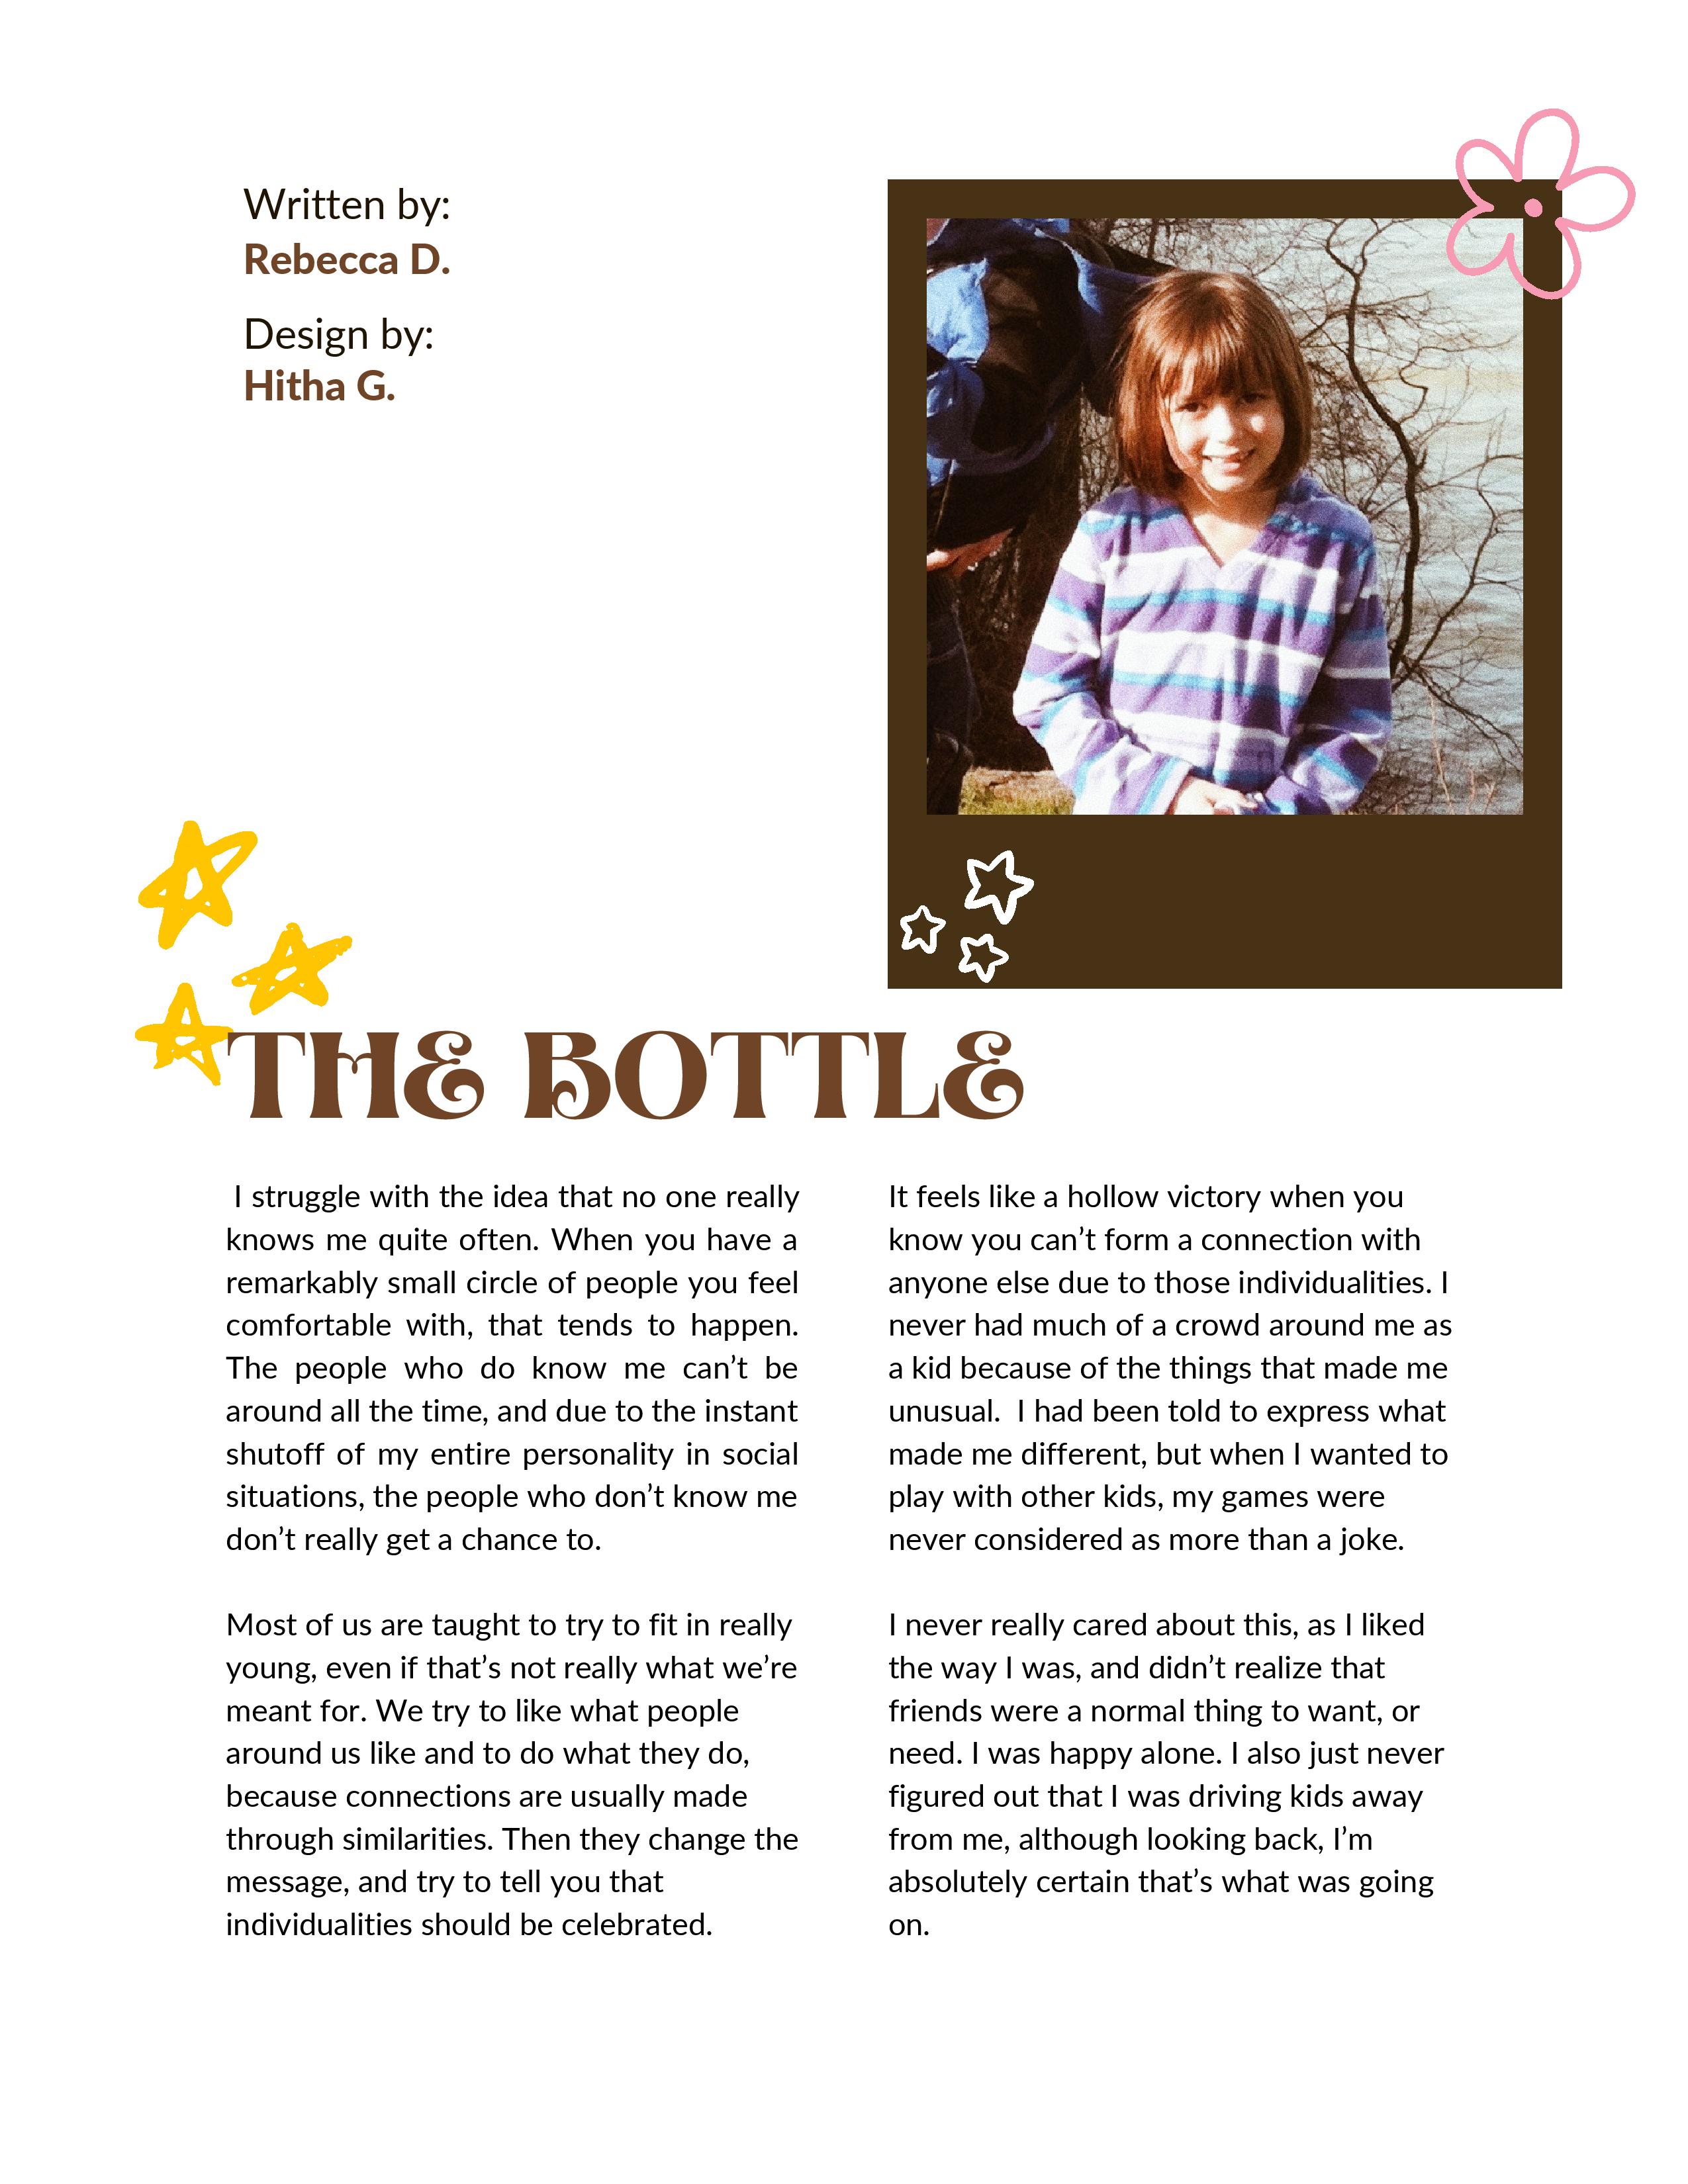 Written by:
Rebecca D.
Design by:
Hitha G.
THE BOTTLE
I struggle with the idea that no one really
knows me quite often. When you have a
remarkably small circle of people you feel
comfortable with, that tends to happen.
The people who do know me can’t be
around all the time, and due to the instant
shutoff of my entire personality in social
situations, the people who don’t know me
don’t really get a chance to.
Most of us are taught to try to fit in really
young, even if that’s not really what we’re
meant for. We try to like what people
around us like and to do what they do,
because connections are usually made
through similarities. Then they change the
message, and try to tell you that
individualities should be celebrated.
It feels like a hollow victory when you
know you can’t form a connection with
anyone else due to those individualities. I
never had much of a crowd around me as
a kid because of the things that made me
unusual.  I had been told to express what
made me different, but when I wanted to
play with other kids, my games were
never considered as more than a joke.
I never really cared about this, as I liked
the way I was, and didn’t realize that
friends were a normal thing to want, or
need. I was happy alone. I also just never
figured out that I was driving kids away
from me, although looking back, I’m
absolutely certain that’s what was going
on.